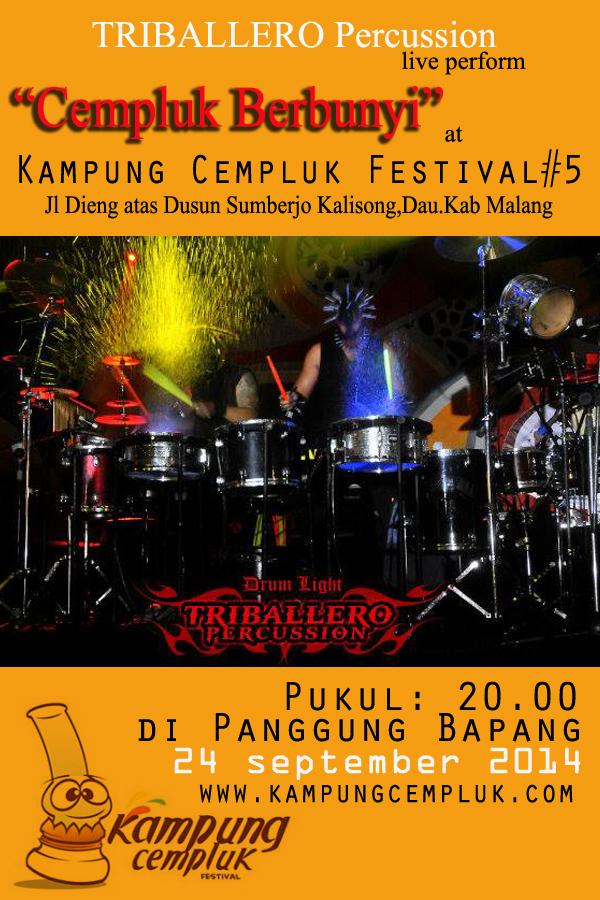 TRIBALLERO Percussion
live perform
“Cempluk Berbunyi”
at
Kampung Cempluk Festival#5
Jl Dieng atas Dusun Sumberjo Kalisong,Dau.Kab Malang
Drum Light
TRIBALLERO
PERCUSSION
Pukul: 20.00
di Panggung Bapang
24 september 2014
www.kampungcempluk.com
Kampung
cempluk
FESTIVAL